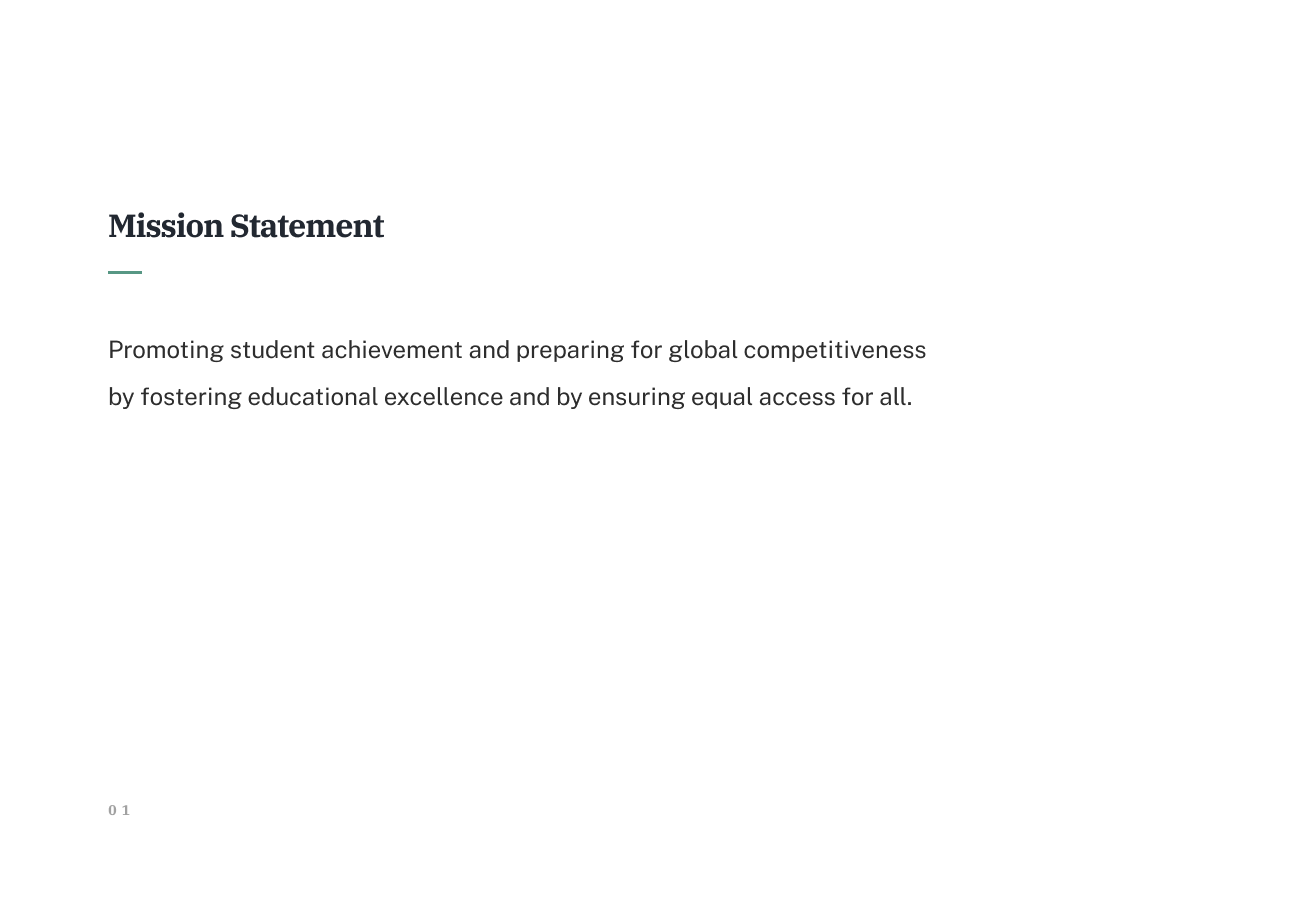 Mission Statement
Promoting student achievement and preparing for global competitiveness
by fostering educational excellence and by ensuring equal access for all.
01